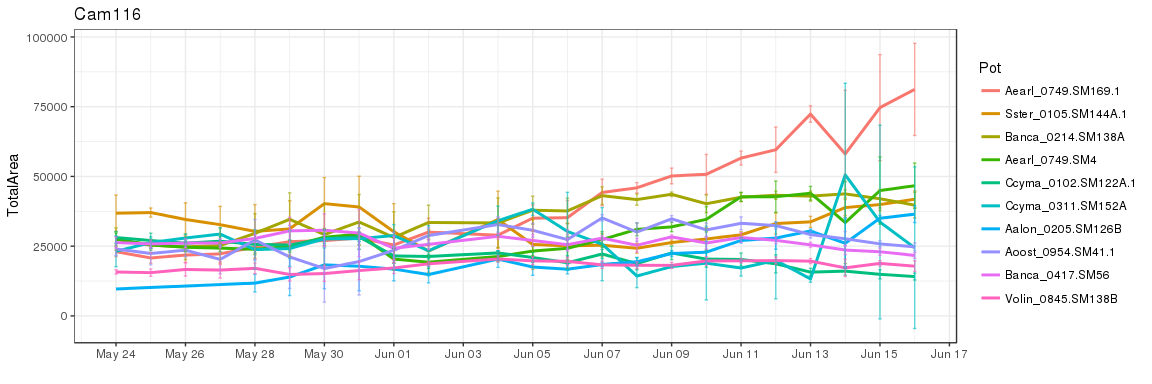 Cam116
TotalArea
100000
75000
50000
25000
0
May 24 May 26 May 28 May 30 Jun 01 Jun 03 Jun 05 Jun 07 Jun 09 Jun 11 Jun 13 Jun 15 Jun 17
Pot
Aearl_0749.SM169.1
Sster_0105.SM144A.1
Banca_0214.SM138A
Aearl_0749.SM4
Ccyma_0102.SM122A.1
Ccyma_0311.SM152A
Aalon_0205.SM126B
Aoost_0954.SM41.1
Banca_0417.SM56
Volin_0845.SM138B